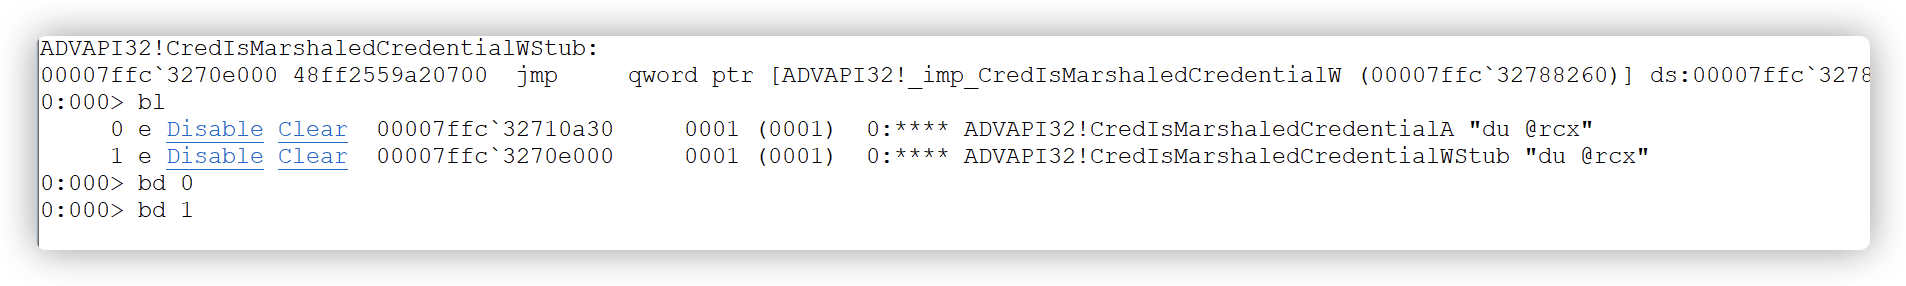 ADVAPI32!CredIsMarshaledCredentialWStub:
00007ffc`3270e000 48ff2559a20700  jmp     qword ptr [ADVAPI32!_imp_CredIsMarshaledCredentialW (00007ffc`32788260)] ds:00007ffc`3278
0:000> bl
     0 e Disable Clear  00007ffc`32710a30     0001 (0001)  0:**** ADVAPI32!CredIsMarshaledCredentialA "du @rcx"
     1 e Disable Clear  00007ffc`3270e000     0001 (0001)  0:**** ADVAPI32!CredIsMarshaledCredentialWStub "du @rcx"
0:000> bd 0
0:000> bd 1